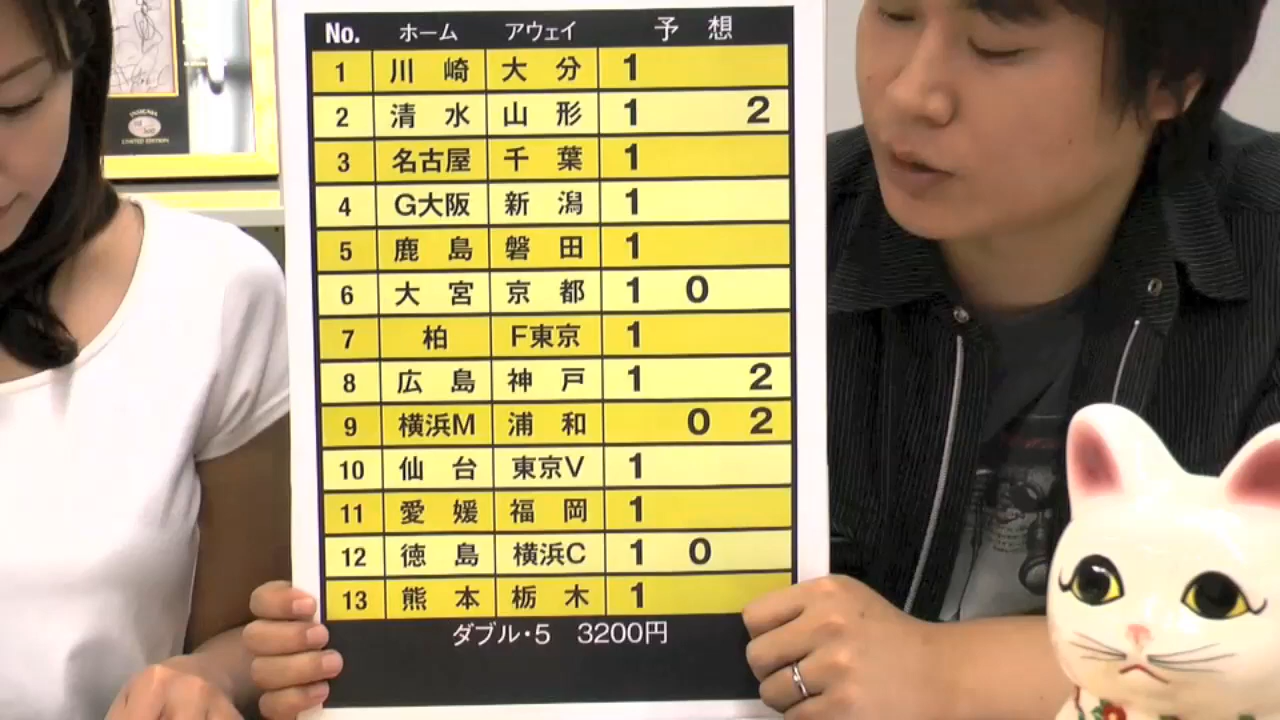 No. ホーム アウェイ 予想
1 川崎 大分 1
2 清水 山形 1 2
3 名古屋 千葉 1
4 G大阪 新潟 1
5 鹿島 磐田 1
6 大宮 京都 1 0
7 柏 F東京 1
8 広島 神戸 1 2
9 横浜M 浦和 0 2
10 仙台 東京V 1
11 愛媛 福岡 1
12 徳島 横浜C 1 0
13 熊本 栃木 1
ダブル・5 3200円
LIMITED EDITION